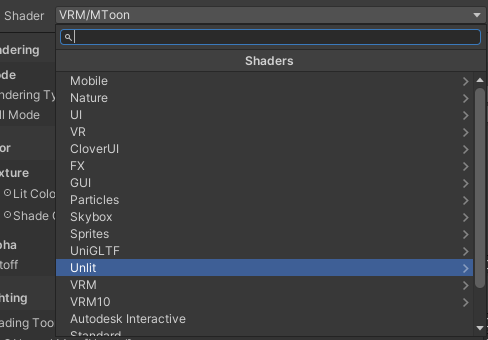 Shader VRM/MToon
Shaders
ndering
Mobile
ode
Nature
ndering Ty
UI
ll Mode
VR
CloverUI
or
FX
xture
GUI
Lit Colo
Particles
Shade C
Skybox
Sprites
pha
UniGLTF
toff
Unlit
VRM
hting
VRM10
ading Too
Autodesk Interactive
Standard